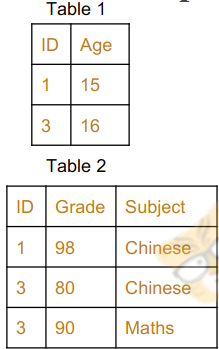 Table 1
ID Age
1 15
3 16
Table 2
ID Grade Subject
1 98 Chinese
3 80 Chinese
3 90 Maths